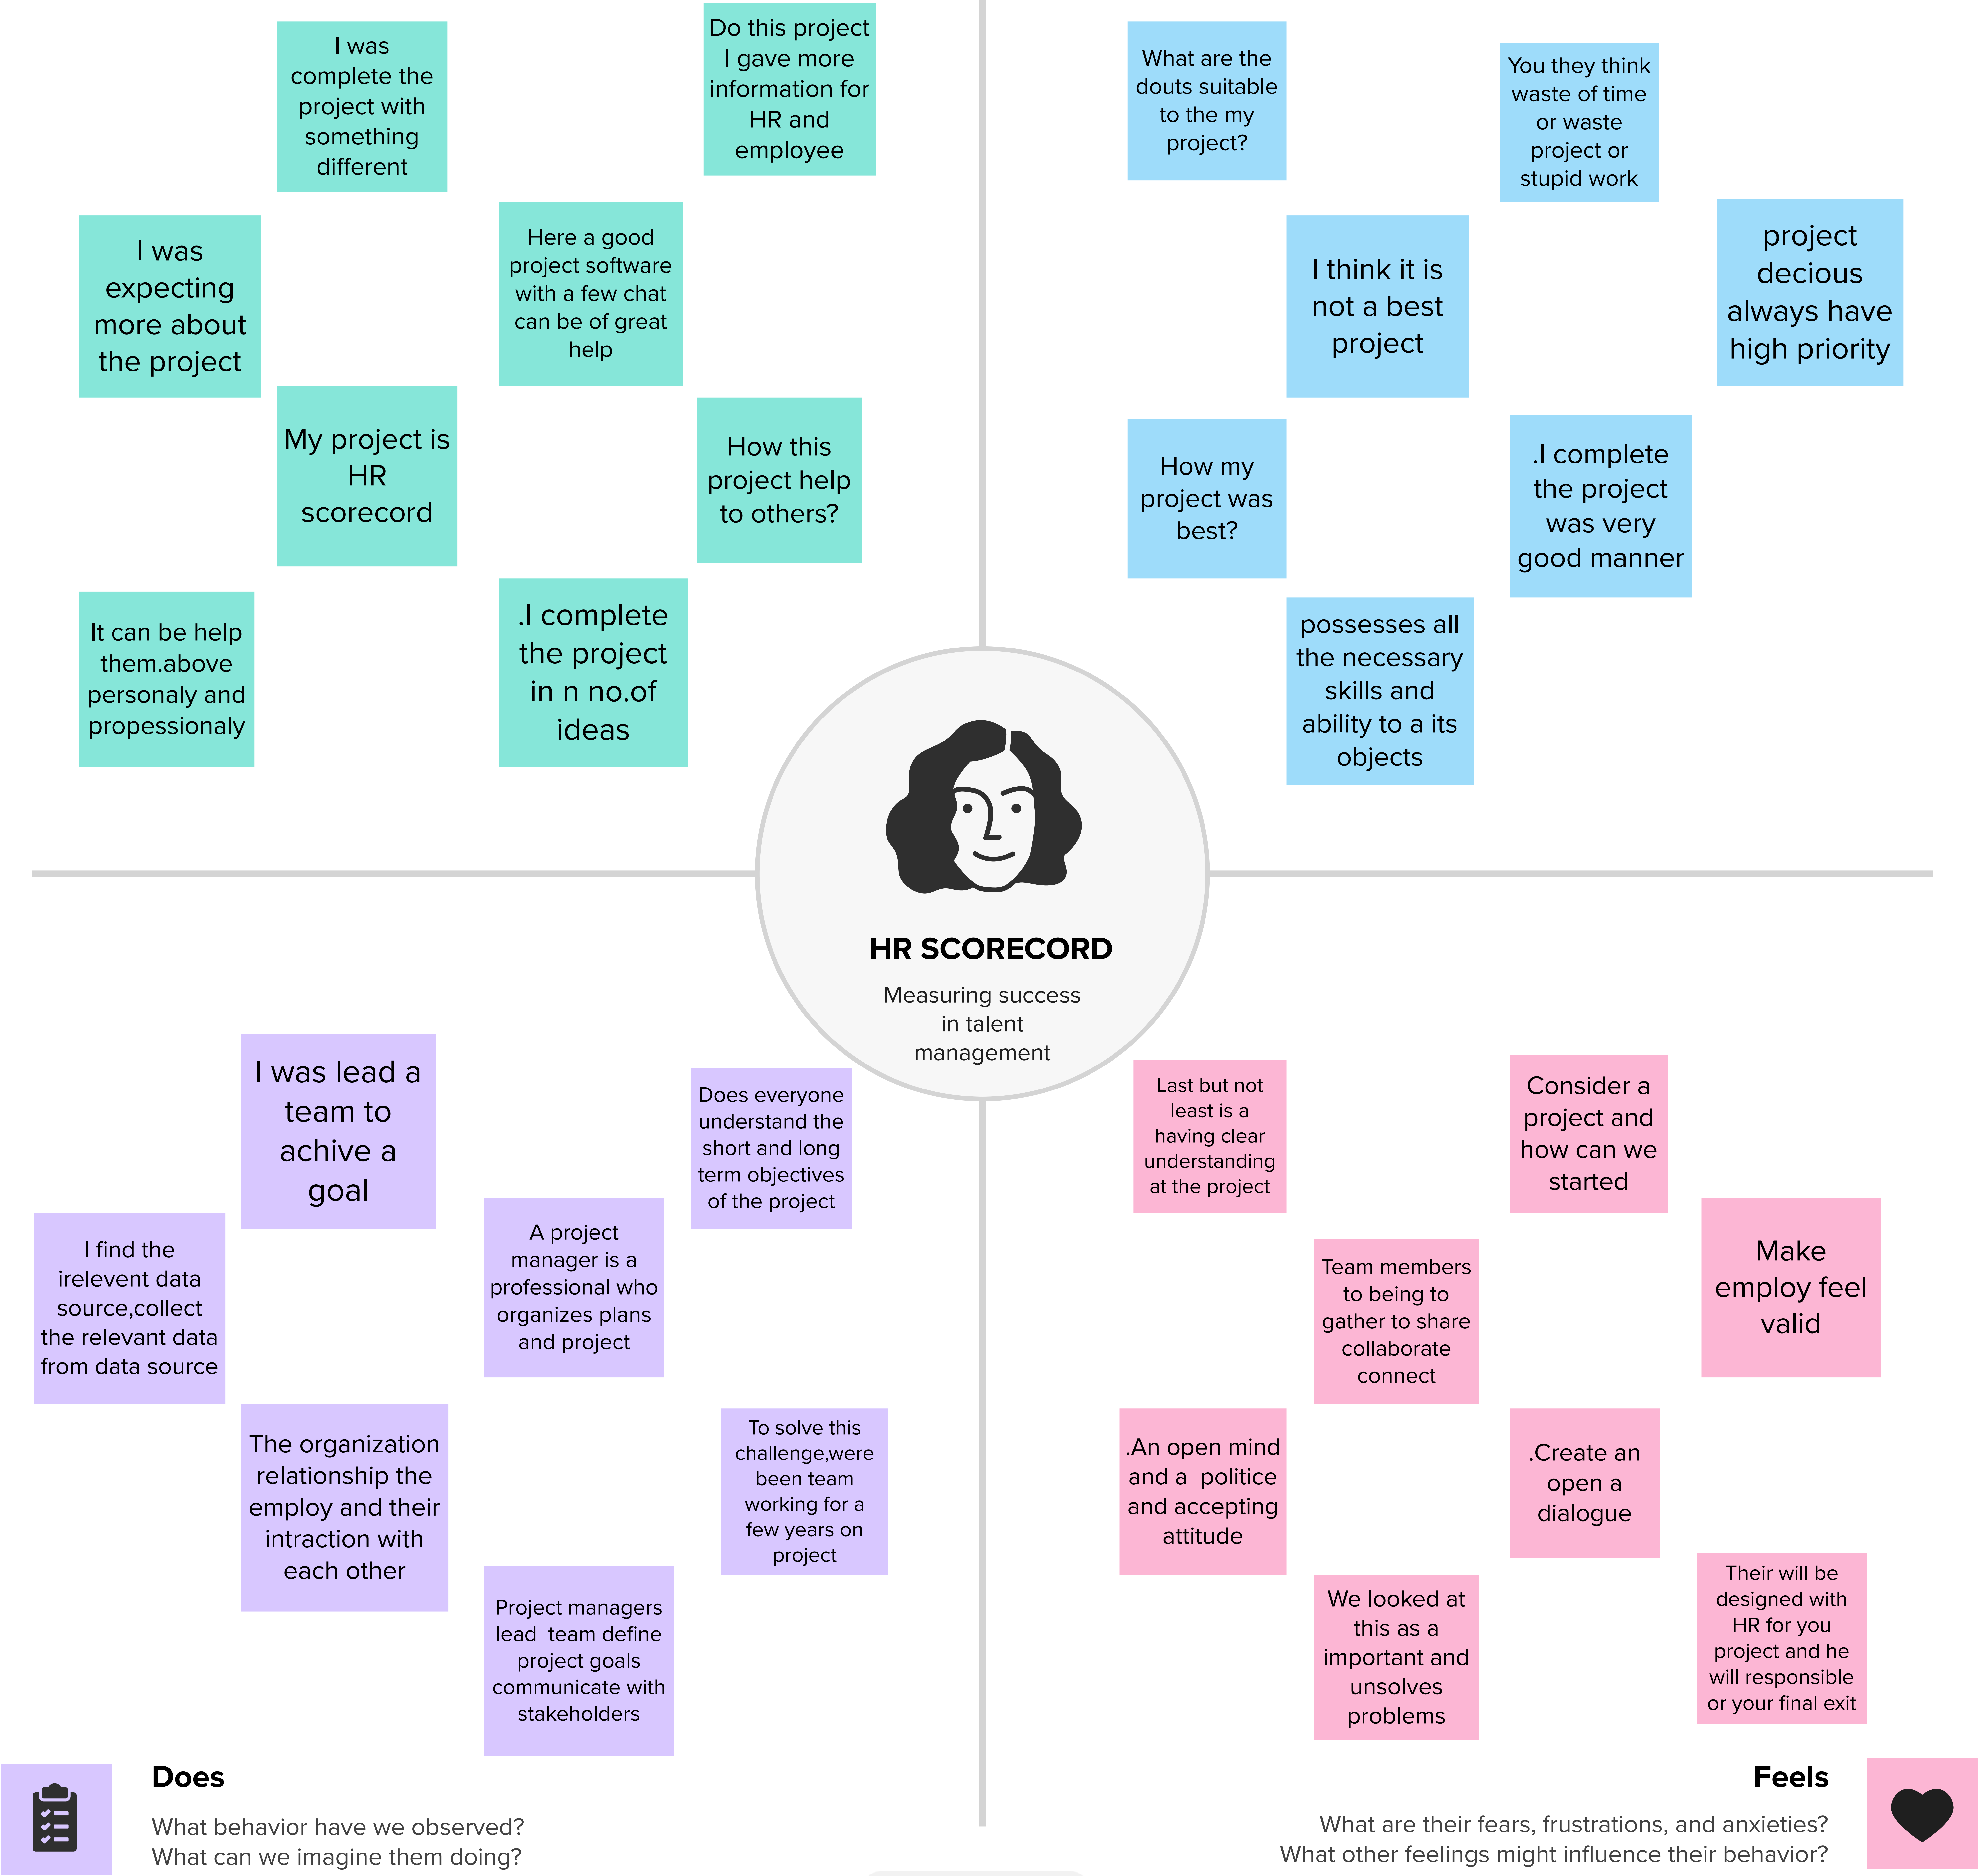 I was
complete the
project with
something
different
Do this project
I gave more
information for
HR and
employee
I was
expecting
more about
the project
Here a good
project software
with a few chat
can be of great
help
My project is
HR
scorecord
How this
project help
to others?
It can be help
them.above
personaly and
propessionaly
.I complete
the project
in n no.of
ideas
What are the
douts suitable
to the my
project?
You they think
waste of time
or waste
project or
stupid work
I think it is
not a best
project
project
decious
always have
high priority
How my
project was
best?
.I complete
the project
was very
good manner
possesses all
the necessary
skills and
ability to a its
objects
HR SCORECORD
Measuring success
in talent
management
I was lead a
team to
achive a
goal
Does everyone
understand the
short and long
term objectives
of the project
I find the
irelevent data
source,collect
the relevant data
from data source
A project
manager is a
professional who
organizes plans
and project
The organization
relationship the
employ and their
intraction with
each other
To solve this
challenge,were
been team
working for a
few years on
project
Project managers
lead  team define
project goals
communicate with
stakeholders
Does
What behavior have we observed?
What can we imagine them doing?
Last but not
least is a
having clear
understanding
at the project
Consider a
project and
how can we
started
Team members
to being to
gather to share
collaborate
connect
Make
employ feel
valid
.An open mind
and a  politice
and accepting
attitude
.Create an
open a
dialogue
We looked at
this as a
important and
unsolves
problems
Their will be
designed with
HR for you
project and he
will responsible
or your final exit
Feels
What are their fears, frustrations, and anxieties?
What other feelings might influence their behavior?